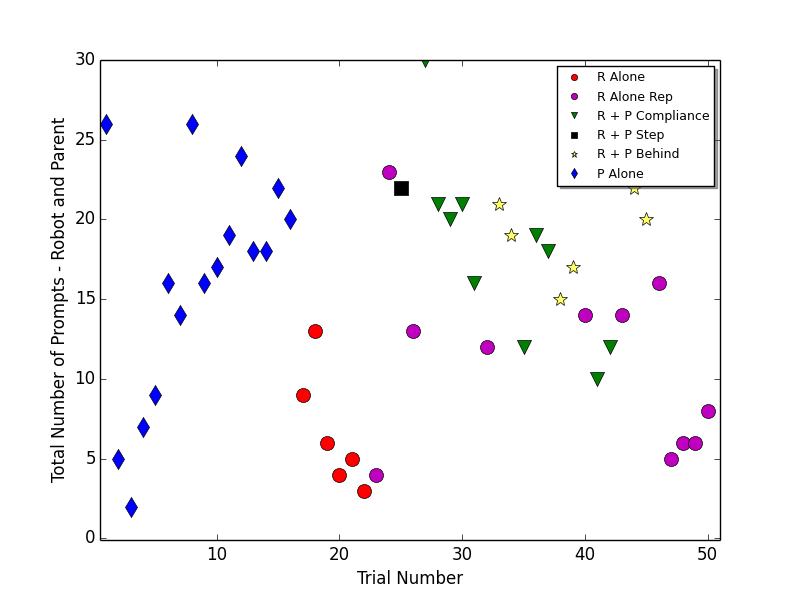 30
25
20
15
10
5
0
Total Number of Prompts - Robot and Parent
R Alone
R Alone Rep
R + P Compliance
R + P Step
R + P Behind
P Alone
10 20 30 40 50
Trial Number